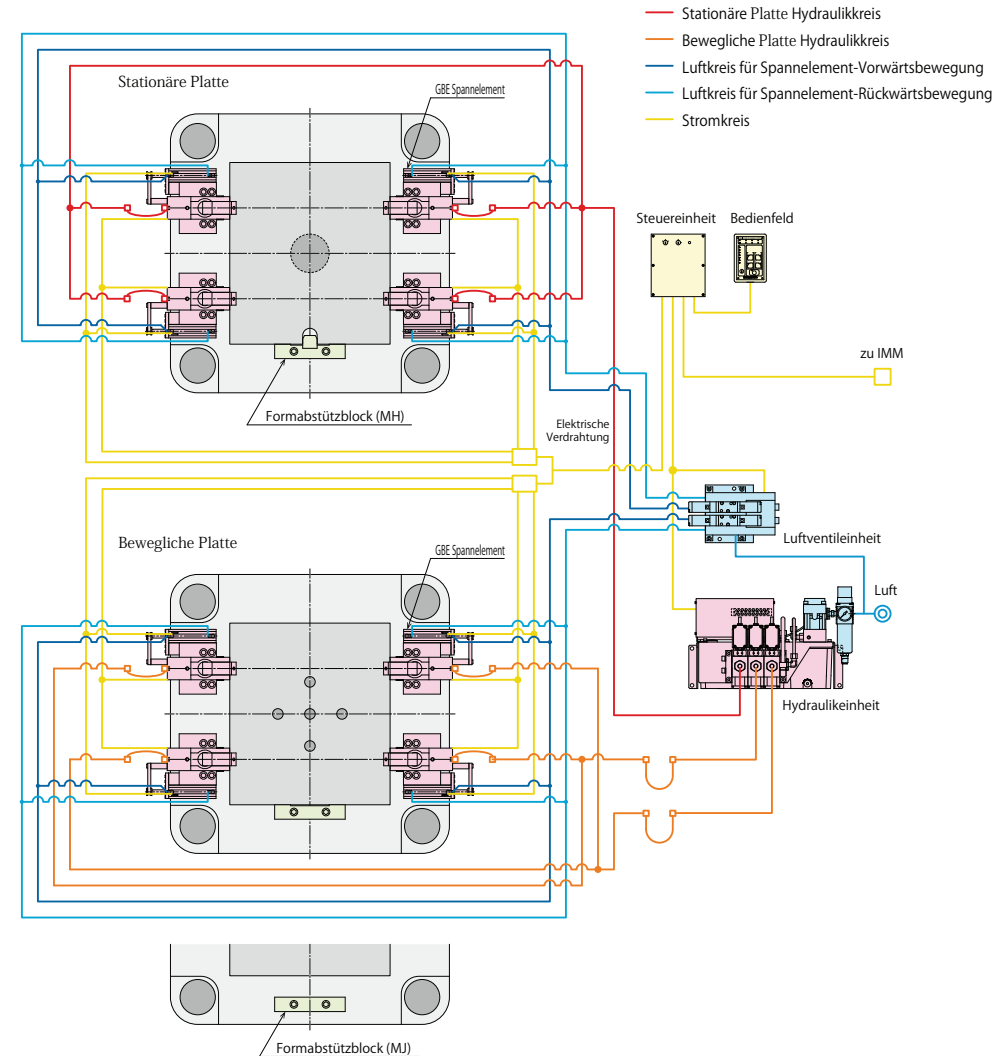 Stationäre Platte Hydraulikkreis
Bewegliche Platte Hydraulikkreis
Luftkreis für Spannelement-Vorwärtsbewegung
Luftkreis für Spannelement-Rückwärtsbewegung
Stromkreis
Stationäre Platte
GBE Spannelement
Steuereinheit
Bedienfeld
zu IMM
Formabstützblock (MH)
Elektrische
Verdrahtung
Bewegliche Platte
GBE Spannelement
Luftventileinheit
Luft
Hydraulikeinheit
Formabstützblock (MJ)